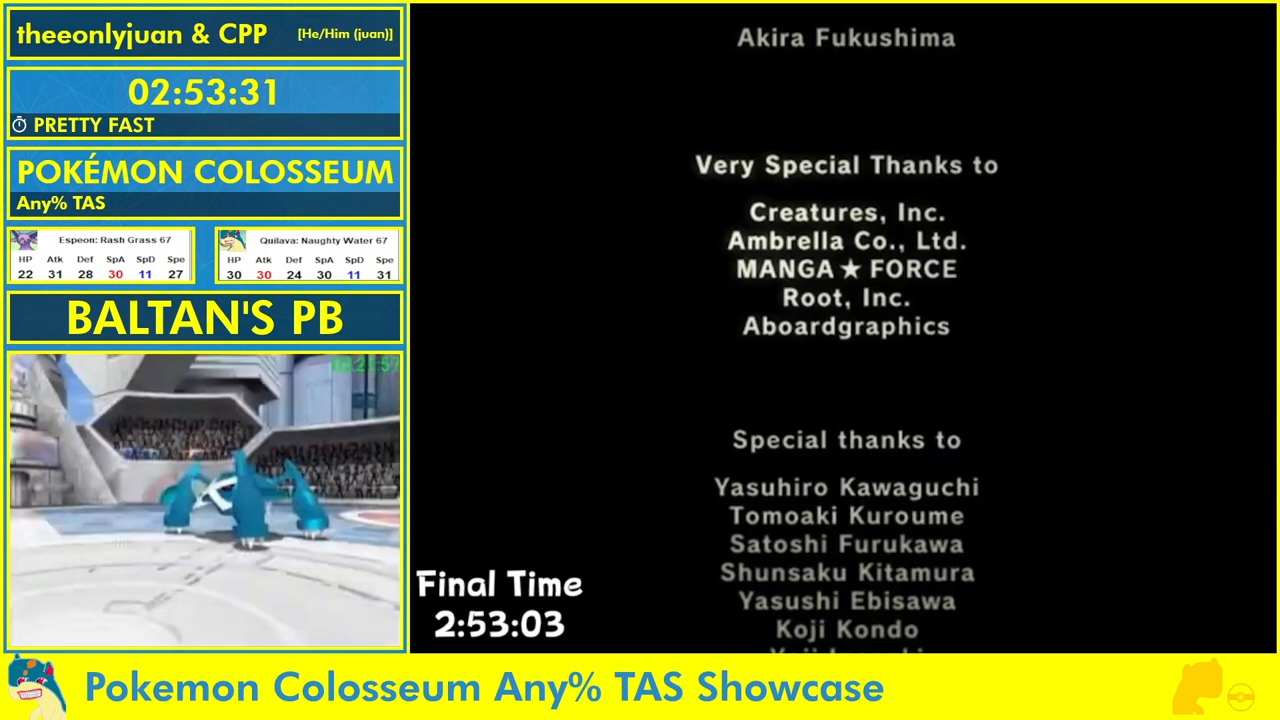 theeonlyjuan & CPP [He/Him (juan)]
02:53:31
PRETTY FAST
POKÉMON COLOSSEUM
Any% TAS
Espeon: Rash Grass 67
HP Atk Def SpA SpD Spe
22 31 28 30 11 27
Quilava: Naughty Water 67
HP Atk Def SpA SpD Spe
30 30 24 30 11 31
BALTAN'S PB
Akira Fukushima
Very Special Thanks to
Creatures, Inc.
Ambrella Co., Ltd.
MANGA★FORCE
Root, Inc.
Aboardgraphics
Special thanks to
Yasuhiro Kawaguchi
Tomoaki Kuroume
Satoshi Furukawa
Shunsaku Kitamura
Yasushi Ebisawa
Koji Kondo
Final Time
2:53:03
Pokemon Colosseum Any% TAS Showcase